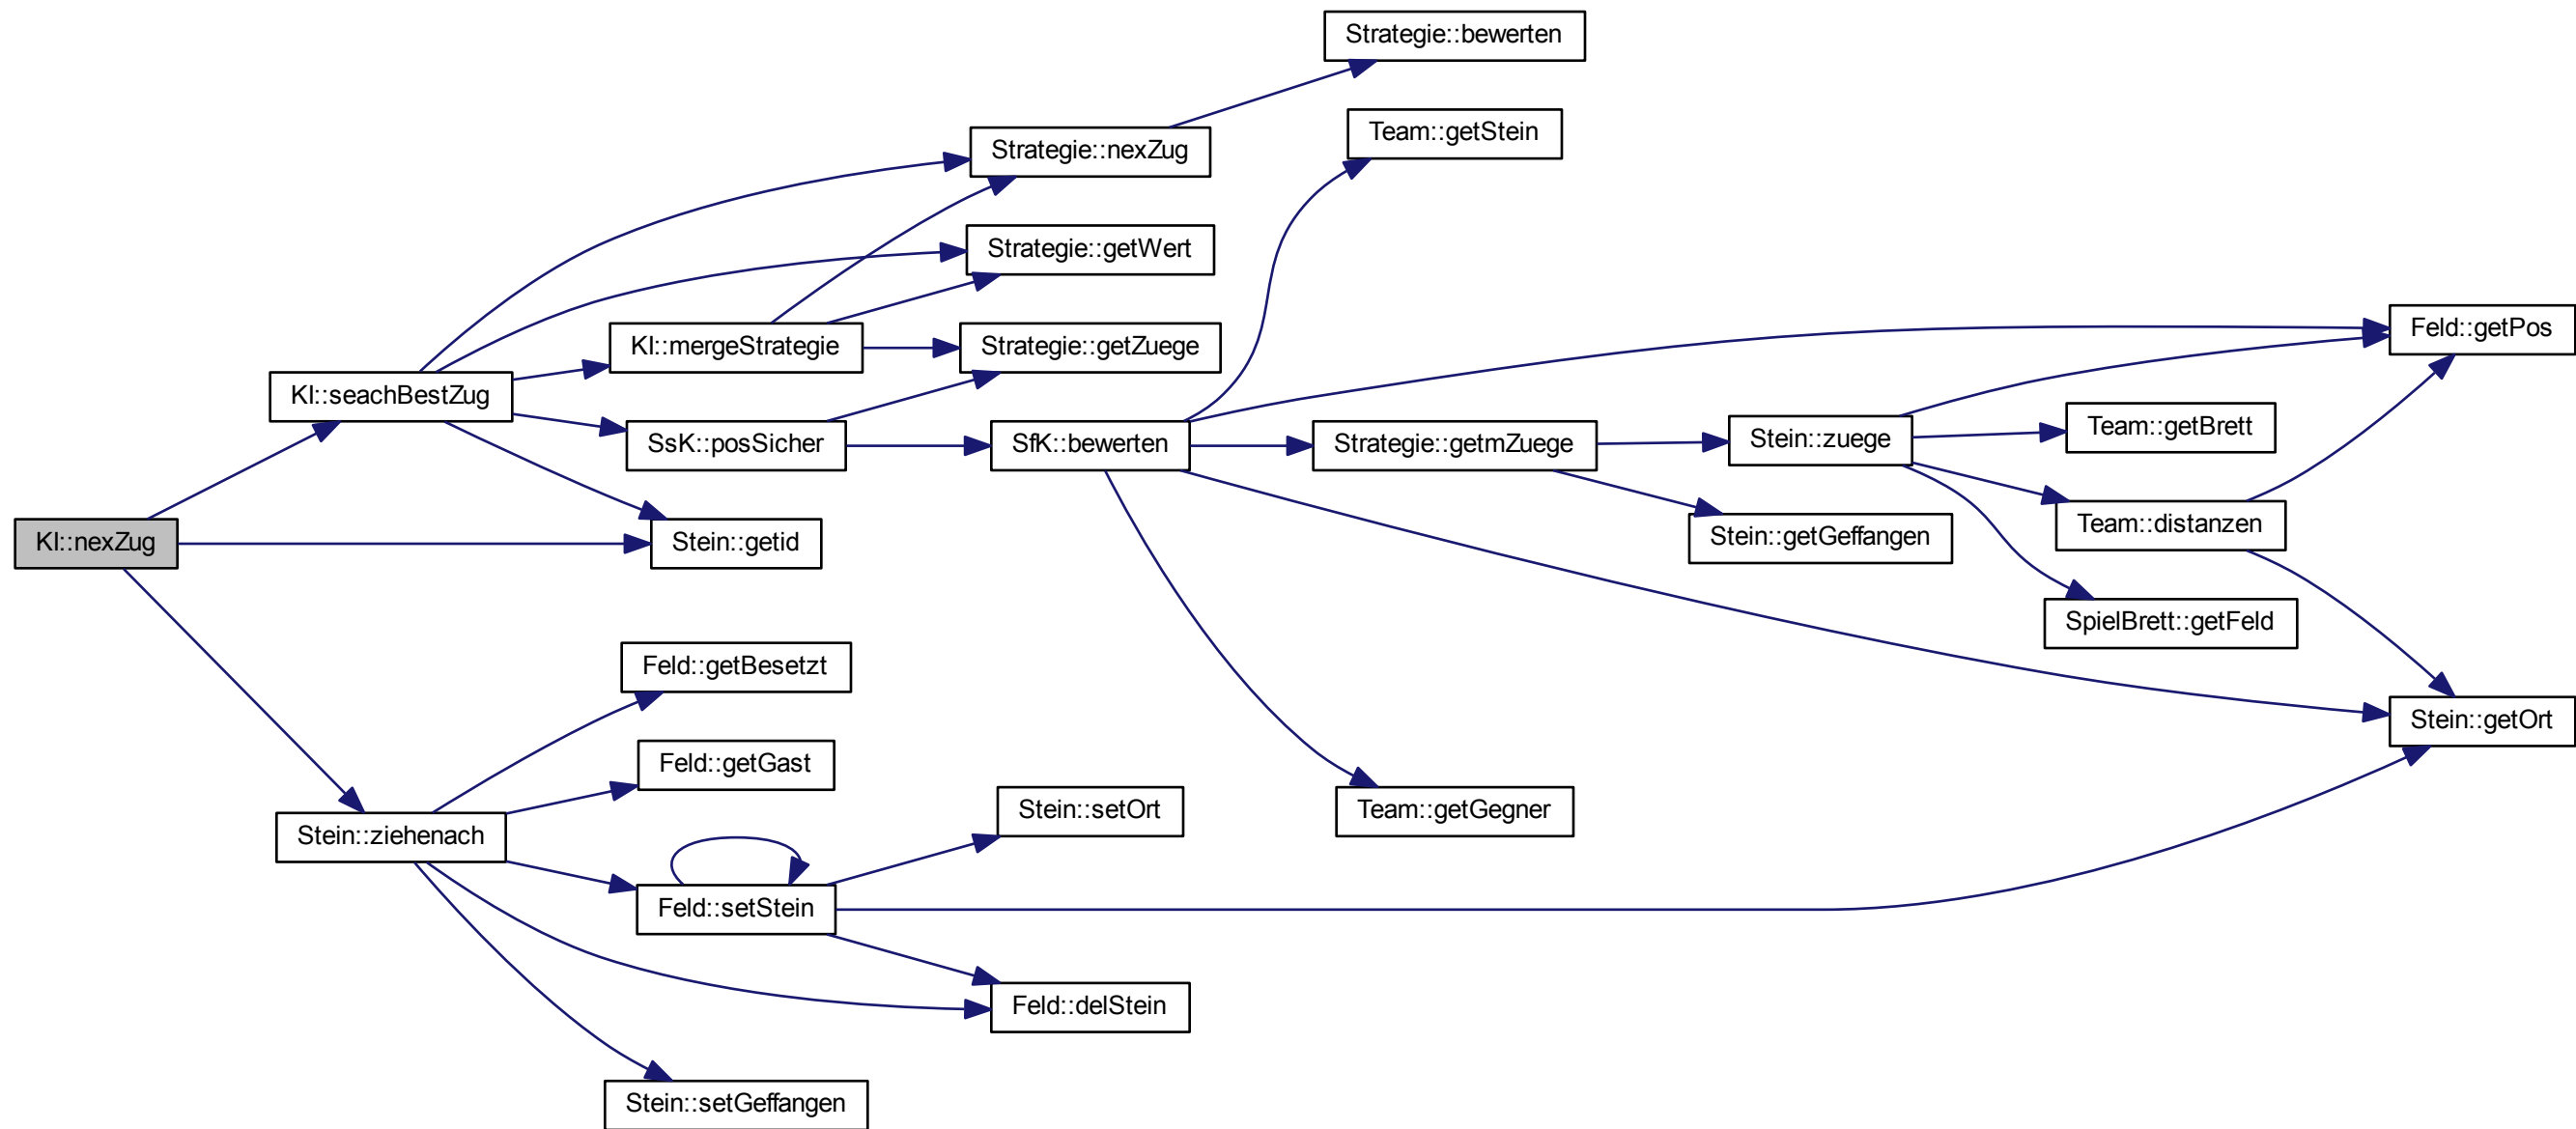 Strategie::bewerten
Team::getStein
Strategie::nexZug
Strategie::getWert
KI::mergeStrategie
Strategie::getZuege
Feld::getPos
KI::seachBestZug
SsK::posSicher
SfK::bewerten
Strategie::getmZuege
Stein::zuege
Team::getBrett
KI::nexZug
Stein::getid
Stein::getGeffangen
Team::distanzen
SpielBrett::getFeld
Feld::getBesetzt
Stein::getOrt
Feld::getGast
Stein::setOrt
Team::getGegner
Stein::ziehenach
Feld::setStein
Feld::delStein
Stein::setGeffangen